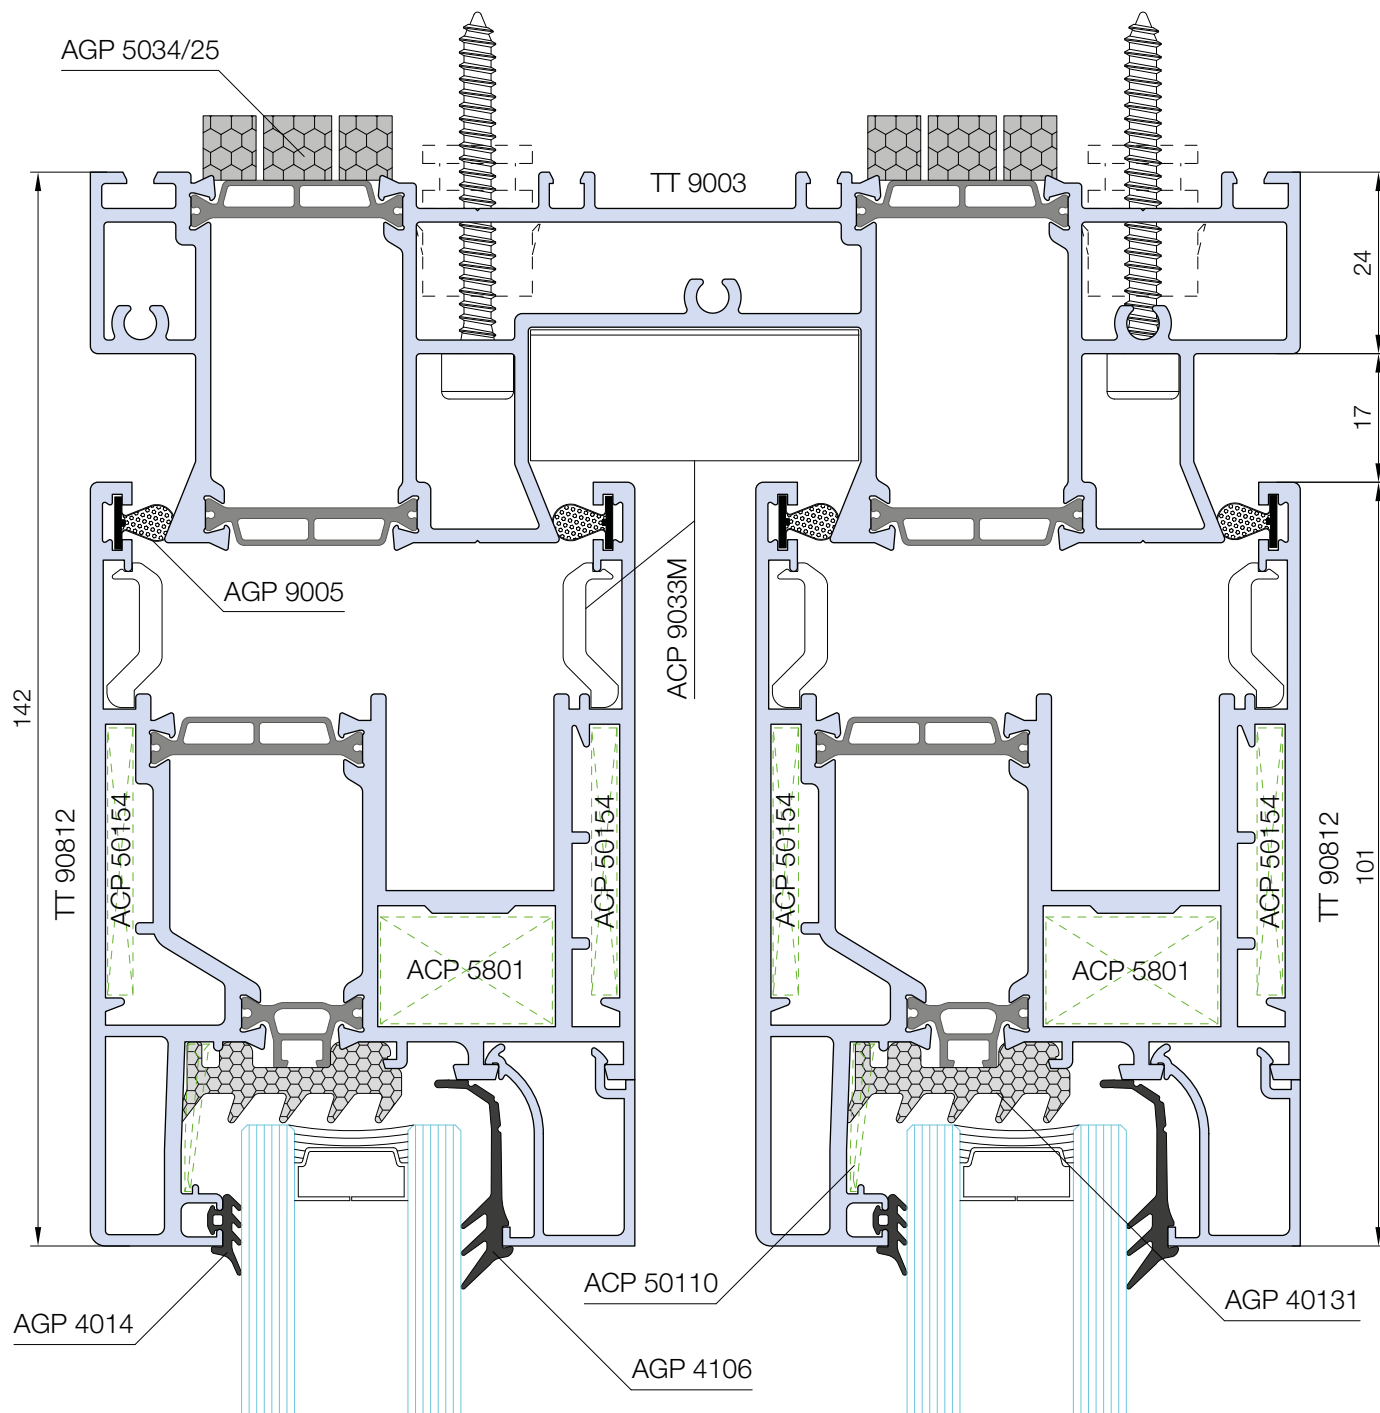 AGP 5034/25
TT 9003
24
17
AGP 9005
ACP 9033M
142
TT 90812
ACP 50154
ACP 50154
ACP 50154
ACP 50154
TT 90812
101
ACP 5801
ACP 5801
ACP 50110
AGP 40131
AGP 4014
AGP 4106